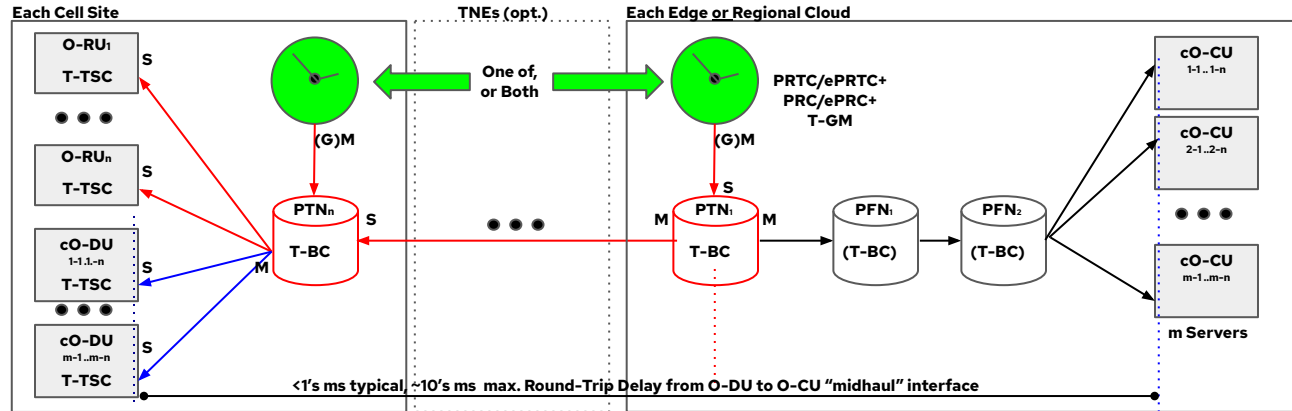 Each Cell Site
TNEs (opt.)
Each Edge or Regional Cloud
O-RU₁
S
T-TSC
O-RUₙ
S
T-TSC
cO-DU
1-1.1.-n
S
T-TSC
cO-DU
m-1..m-n
S
T-TSC
(G)M
PTNₙ
S
T-BC
M
One of,
or Both
PRTC/ePRTC+
PRC/ePRC+
T-GM
(G)M
S
M
PTN₁
M
T-BC
PFN₁
(T-BC)
PFN₂
(T-BC)
cO-CU
1-1.. 1-n
cO-CU
2-1..2-n
cO-CU
m-1..m-n
m Servers
<1's ms typical, ~10's ms max. Round-Trip Delay from O-DU to O-CU “midhaul” interface